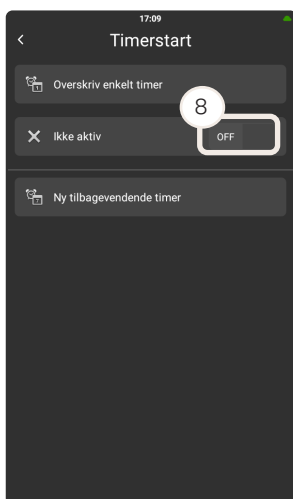 17:09
Timerstart
Overskriv enkelt timer
8
Ikke aktiv
OFF
Ny tilbagevendende timer